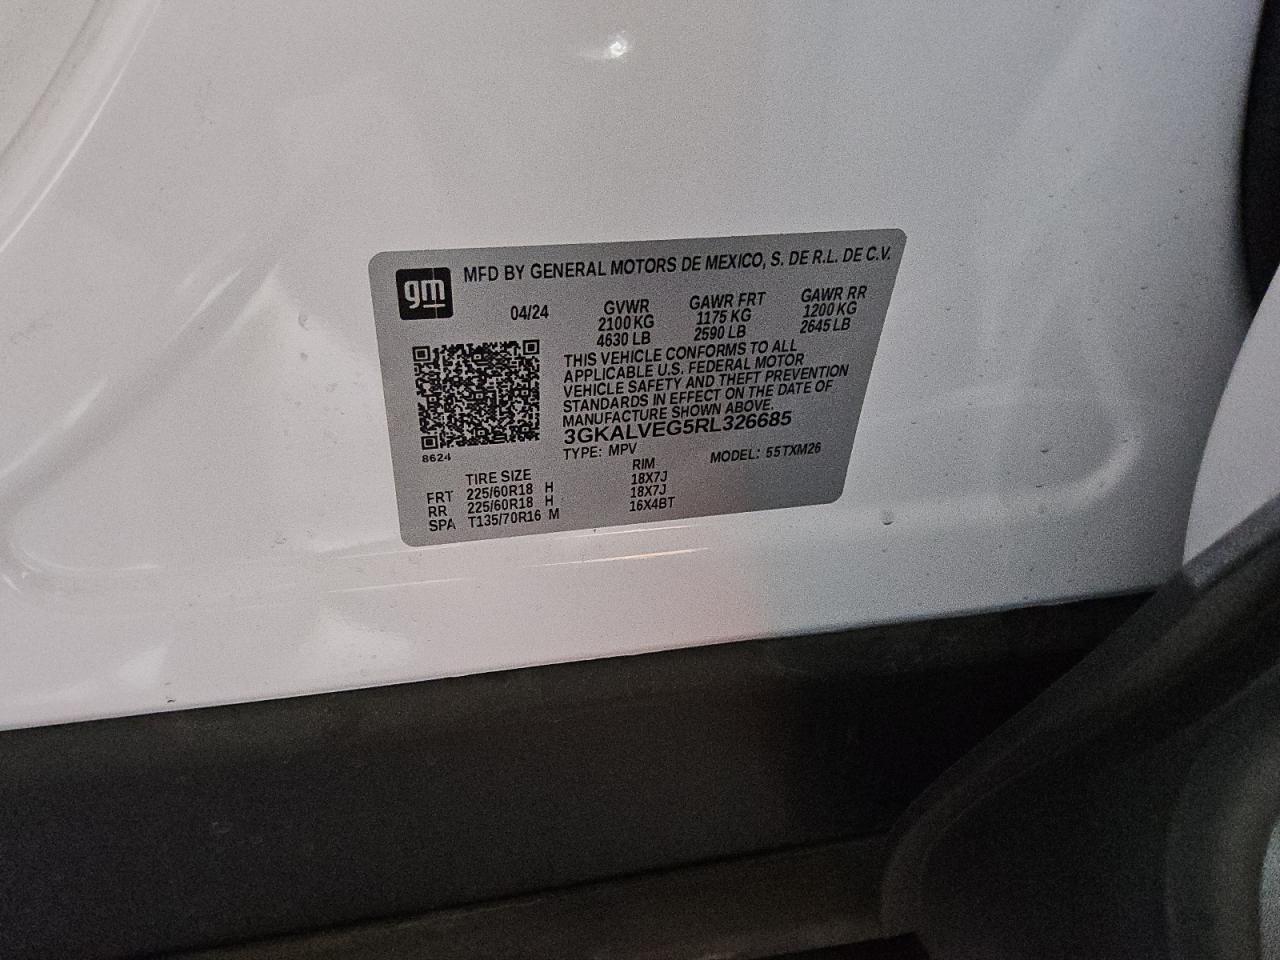 gm MFD BY GENERAL MOTORS DE MEXICO, S. DE R.L. DE C.V.
04/24 GVWR GAWR FRT GAWR RR
2100 KG 1175 KG 1200 KG
4630 LB 2590 LB 2645 LB
THIS VEHICLE CONFORMS TO ALL
APPLICABLE U.S. FEDERAL MOTOR
VEHICLE SAFETY AND THEFT PREVENTION
STANDARDS IN EFFECT ON THE DATE OF
MANUFACTURE SHOWN ABOVE.
3GKALVEG5RL326685
8624 TYPE: MPV MODEL: 55TXM26
TIRE SIZE RIM
FRT 225/60R18 H 18X7J
RR 225/60R18 H 18X7J
SPA T135/70R16 M 16X4BT